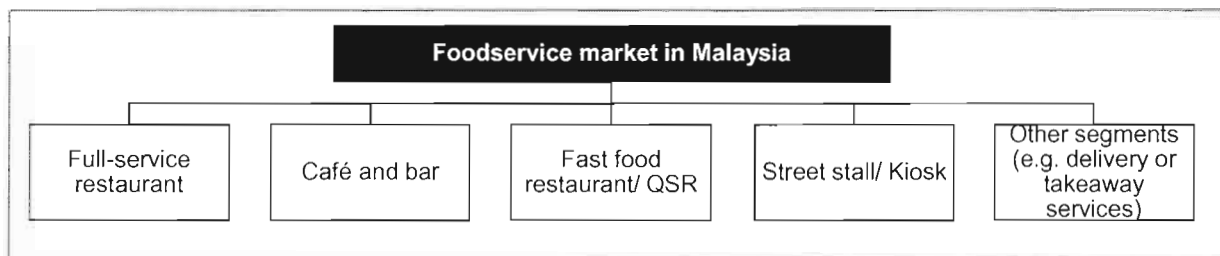 Foodservice market in Malaysia
Full-service
restaurant
Café and bar
Fast food
restaurant/ QSR
Street stall/ Kiosk
Other segments
(e.g. delivery or
takeaway
services)